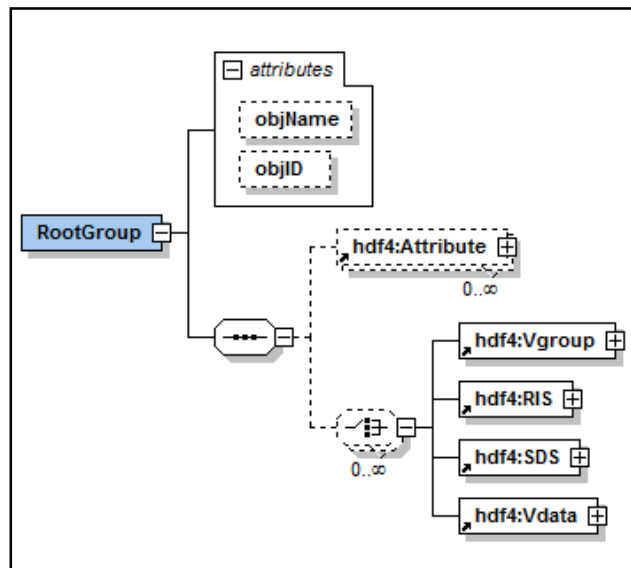 attributes
objName
objID
RootGroup
hdf4:Attribute
0..∞
hdf4:Vgroup
hdf4:RIS
0..∞
hdf4:SDS
hdf4:Vdata